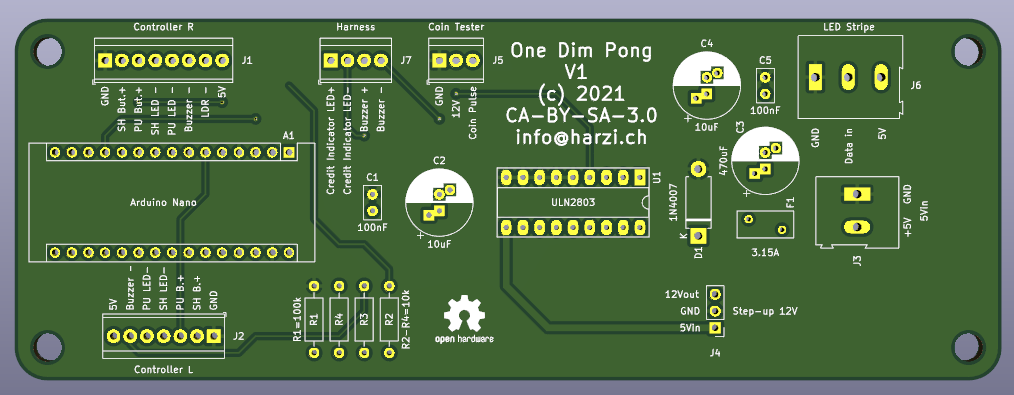 Controller R
Harness
Coin Tester
LED Stripe
J1
J7
J5
J6
GND
SH But.+
PU But.+
SH LED -
PU LED -
Buzzer -
LDR -
5V
Credit Indicator LED+
Credit Indicator LED-
Buzzer +
Buzzer -
GND
12V
Coin Pulse
One Dim Pong
V1
(c) 2021
CA-BY-SA-3.0
info@harzi.ch
C4
10uF
C5
100nF
GND
Data in
5V
A1
Arduino Nano
C1
100nF
C2
10uF
ULN2803
U1
1N4007
K
D1
470uF
C3
F1
3.15A
GND
+5V
5VIn
J3
5V
Buzzer -
PU LED-
SH LED-
PU B.+
SH B.+
GND
J2
Controller L
R1=100k
R1
R4
R3
R2
R2-R4=10k
open hardware
12Vout
GND
5VIn
Step-up 12V
J4